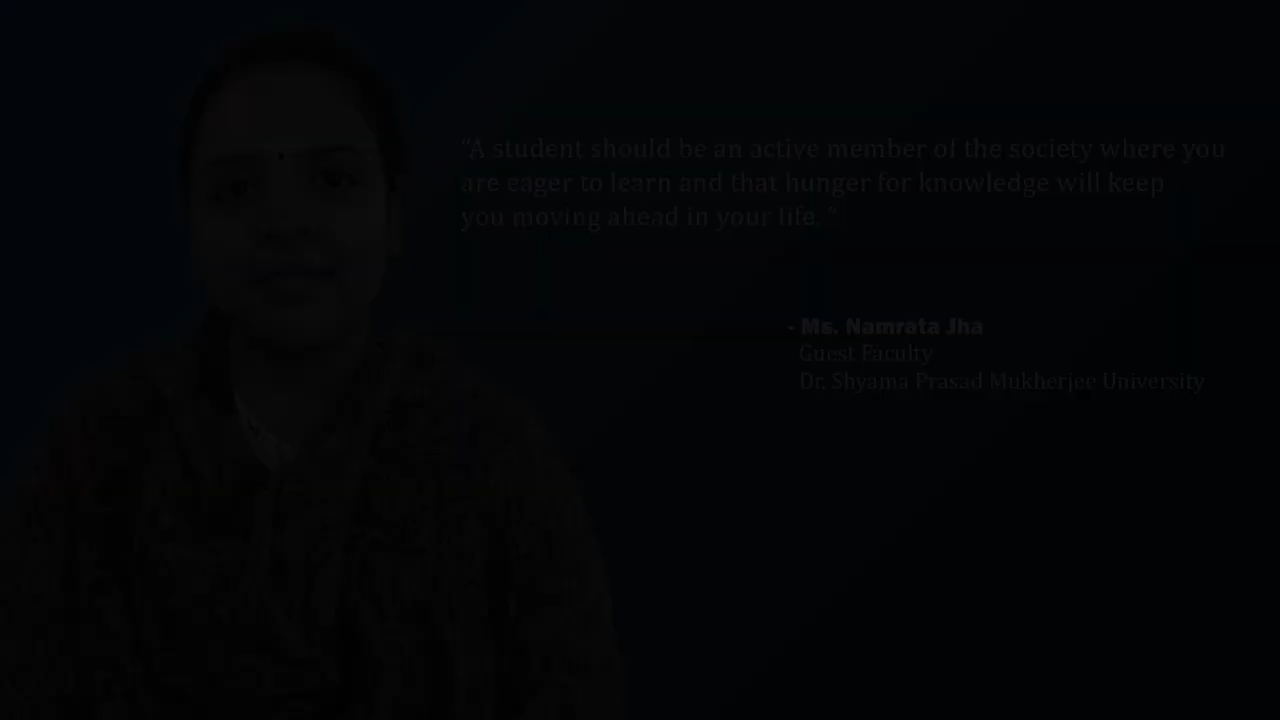 “A student should be an active member of the society where you
are eager to learn and that hunger for knowledge will keep
you moving ahead in your life. ”
- Ms. Namrata Jha
Guest Faculty
Dr. Shyama Prasad Mukherjee University